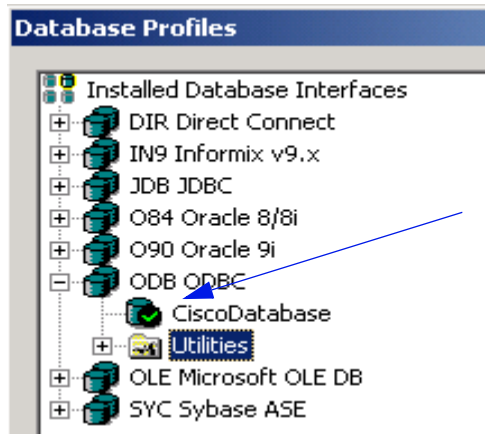 Database Profiles
Installed Database Interfaces
DIR Direct Connect
IN9 Informix v9.x
JDB JDBC
O84 Oracle 8/8i
O90 Oracle 9i
ODB ODBC
CiscoDatabase
Utilities
OLE Microsoft OLE DB
SYC Sybase ASE